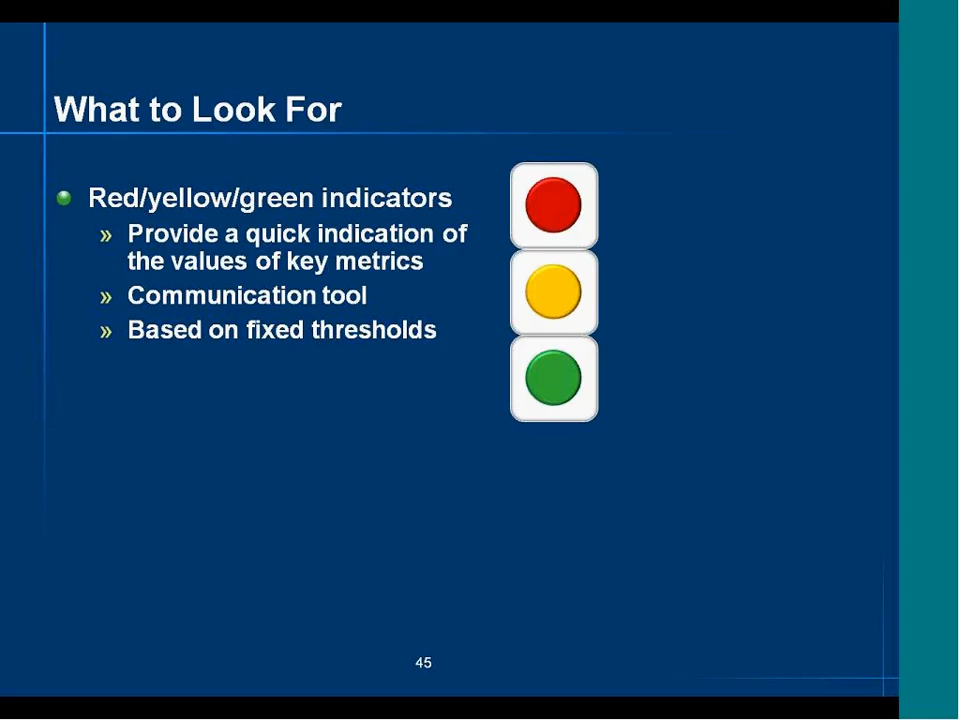 What to Look For
Red/yellow/green indicators
» Provide a quick indication of
the values of key metrics
» Communication tool
» Based on fixed thresholds
45